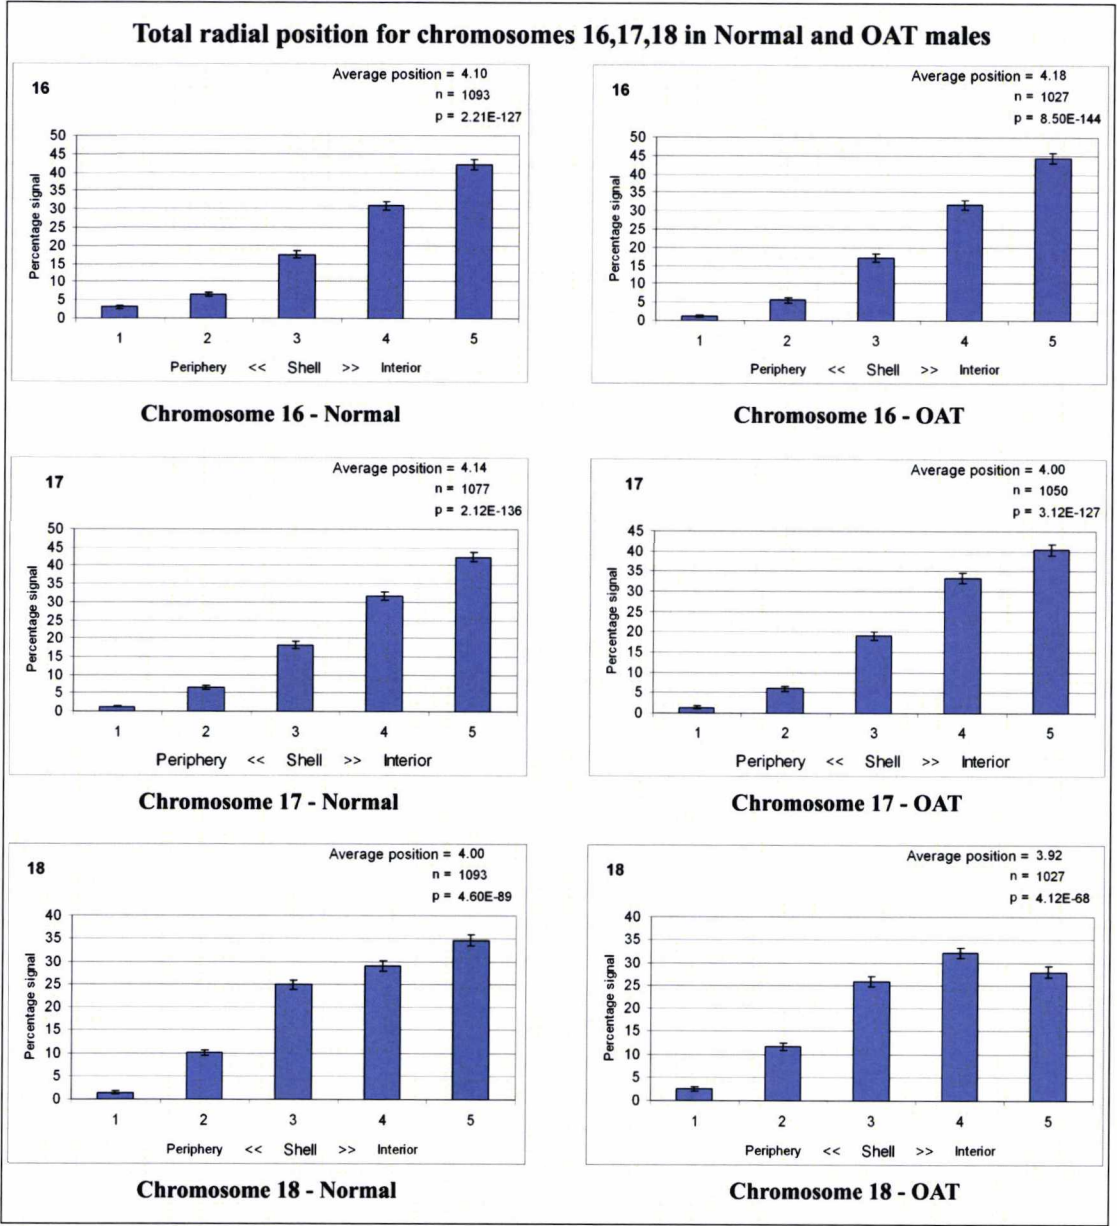 Total radial position for chromosomes 16,17,18 in Normal and OAT males
16
Average position = 4.10
n = 1093
p = 2.21E-127
Percentage signal
50
45
40
35
30
25
20
15
10
5
0
1 2 3 4 5
Periphery << Shell >> Interior
Chromosome 16 - Normal
16
Average position = 4.18
n = 1027
p = 8.50E-144
Percentage signal
50
45
40
35
30
25
20
15
10
5
0
1 2 3 4 5
Periphery << Shell >> Interior
Chromosome 16 - OAT
17
Average position = 4.14
n = 1077
p = 2.12E-136
Percentage signal
50
45
40
35
30
25
20
15
10
5
0
1 2 3 4 5
Periphery << Shell >> Interior
Chromosome 17 - Normal
17
Average position = 4.00
n = 1050
p = 3.12E-127
Percentage signal
45
40
35
30
25
20
15
10
5
0
1 2 3 4 5
Periphery << Shell >> Interior
Chromosome 17 - OAT
18
Average position = 4.00
n = 1093
p = 4.60E-89
Percentage signal
40
35
30
25
20
15
10
5
0
1 2 3 4 5
Periphery << Shell >> Interior
Chromosome 18 - Normal
18
Average position = 3.92
n = 1027
p = 4.12E-68
Percentage signal
40
35
30
25
20
15
10
5
0
1 2 3 4 5
Periphery << Shell >> Interior
Chromosome 18 - OAT